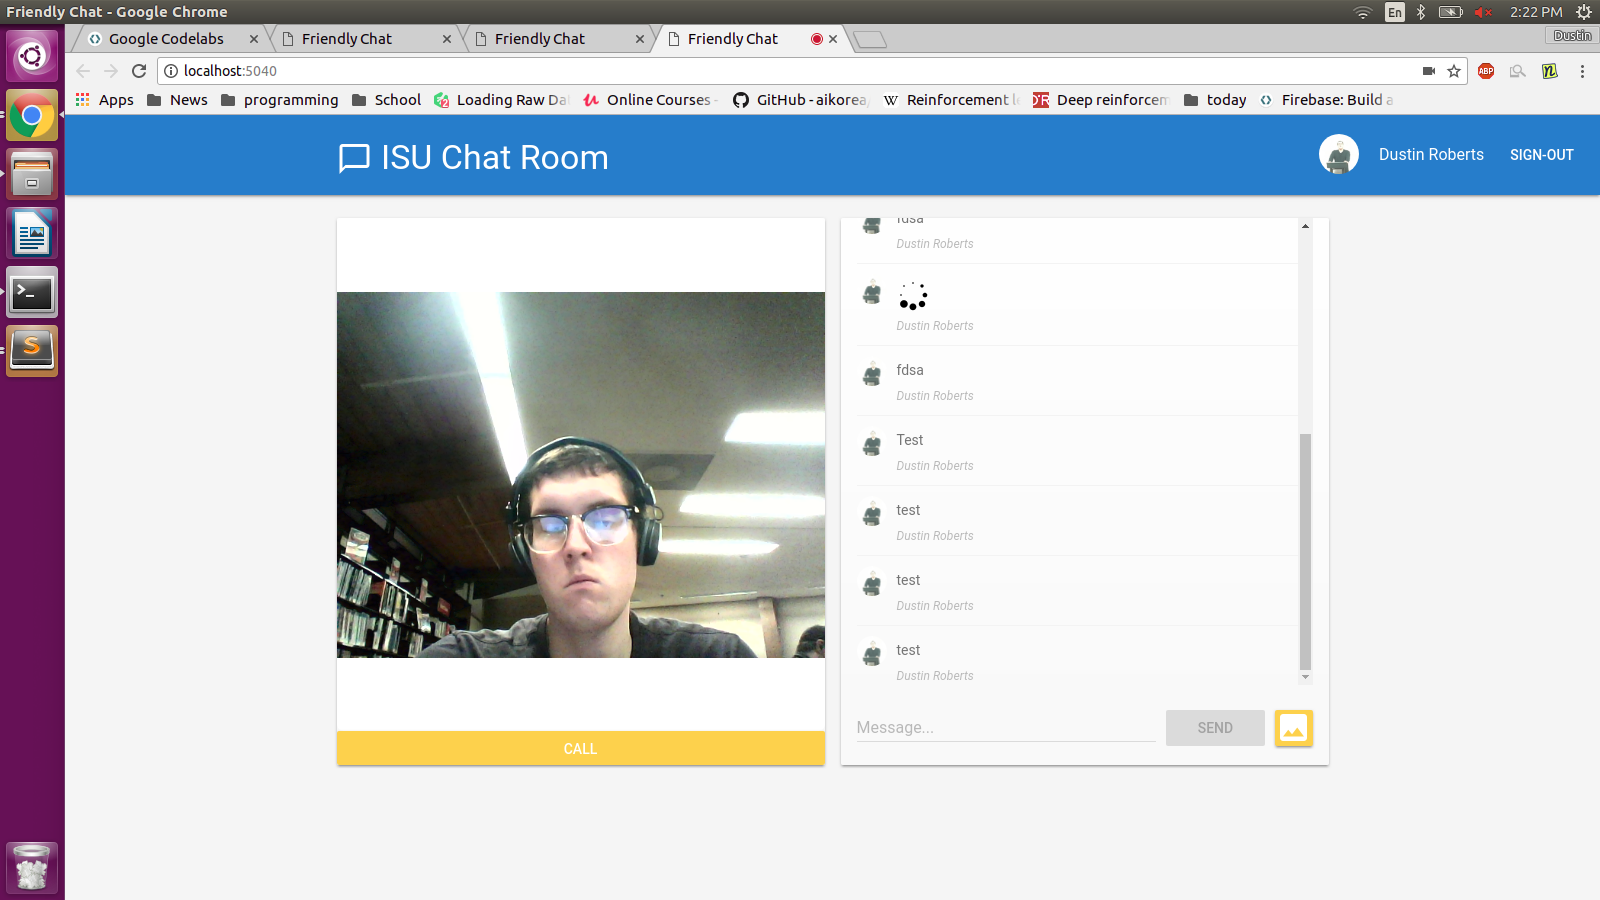 Friendly Chat - Google Chrome
En
2:22 PM
Google Codelabs
Friendly Chat
Friendly Chat
Friendly Chat
Dustin
localhost:5040
ABP
Apps
News
programming
School
Loading Raw Da
Online Courses -
GitHub - aikorea
W
Reinforcement l
Deep reinforcem
today
Firebase: Build a
ISU Chat Room
Dustin Roberts
SIGN-OUT
CALL
fdsa
Dustin Roberts
Dustin Roberts
fdsa
Dustin Roberts
Test
Dustin Roberts
test
Dustin Roberts
test
Dustin Roberts
test
Dustin Roberts
Message...
SEND